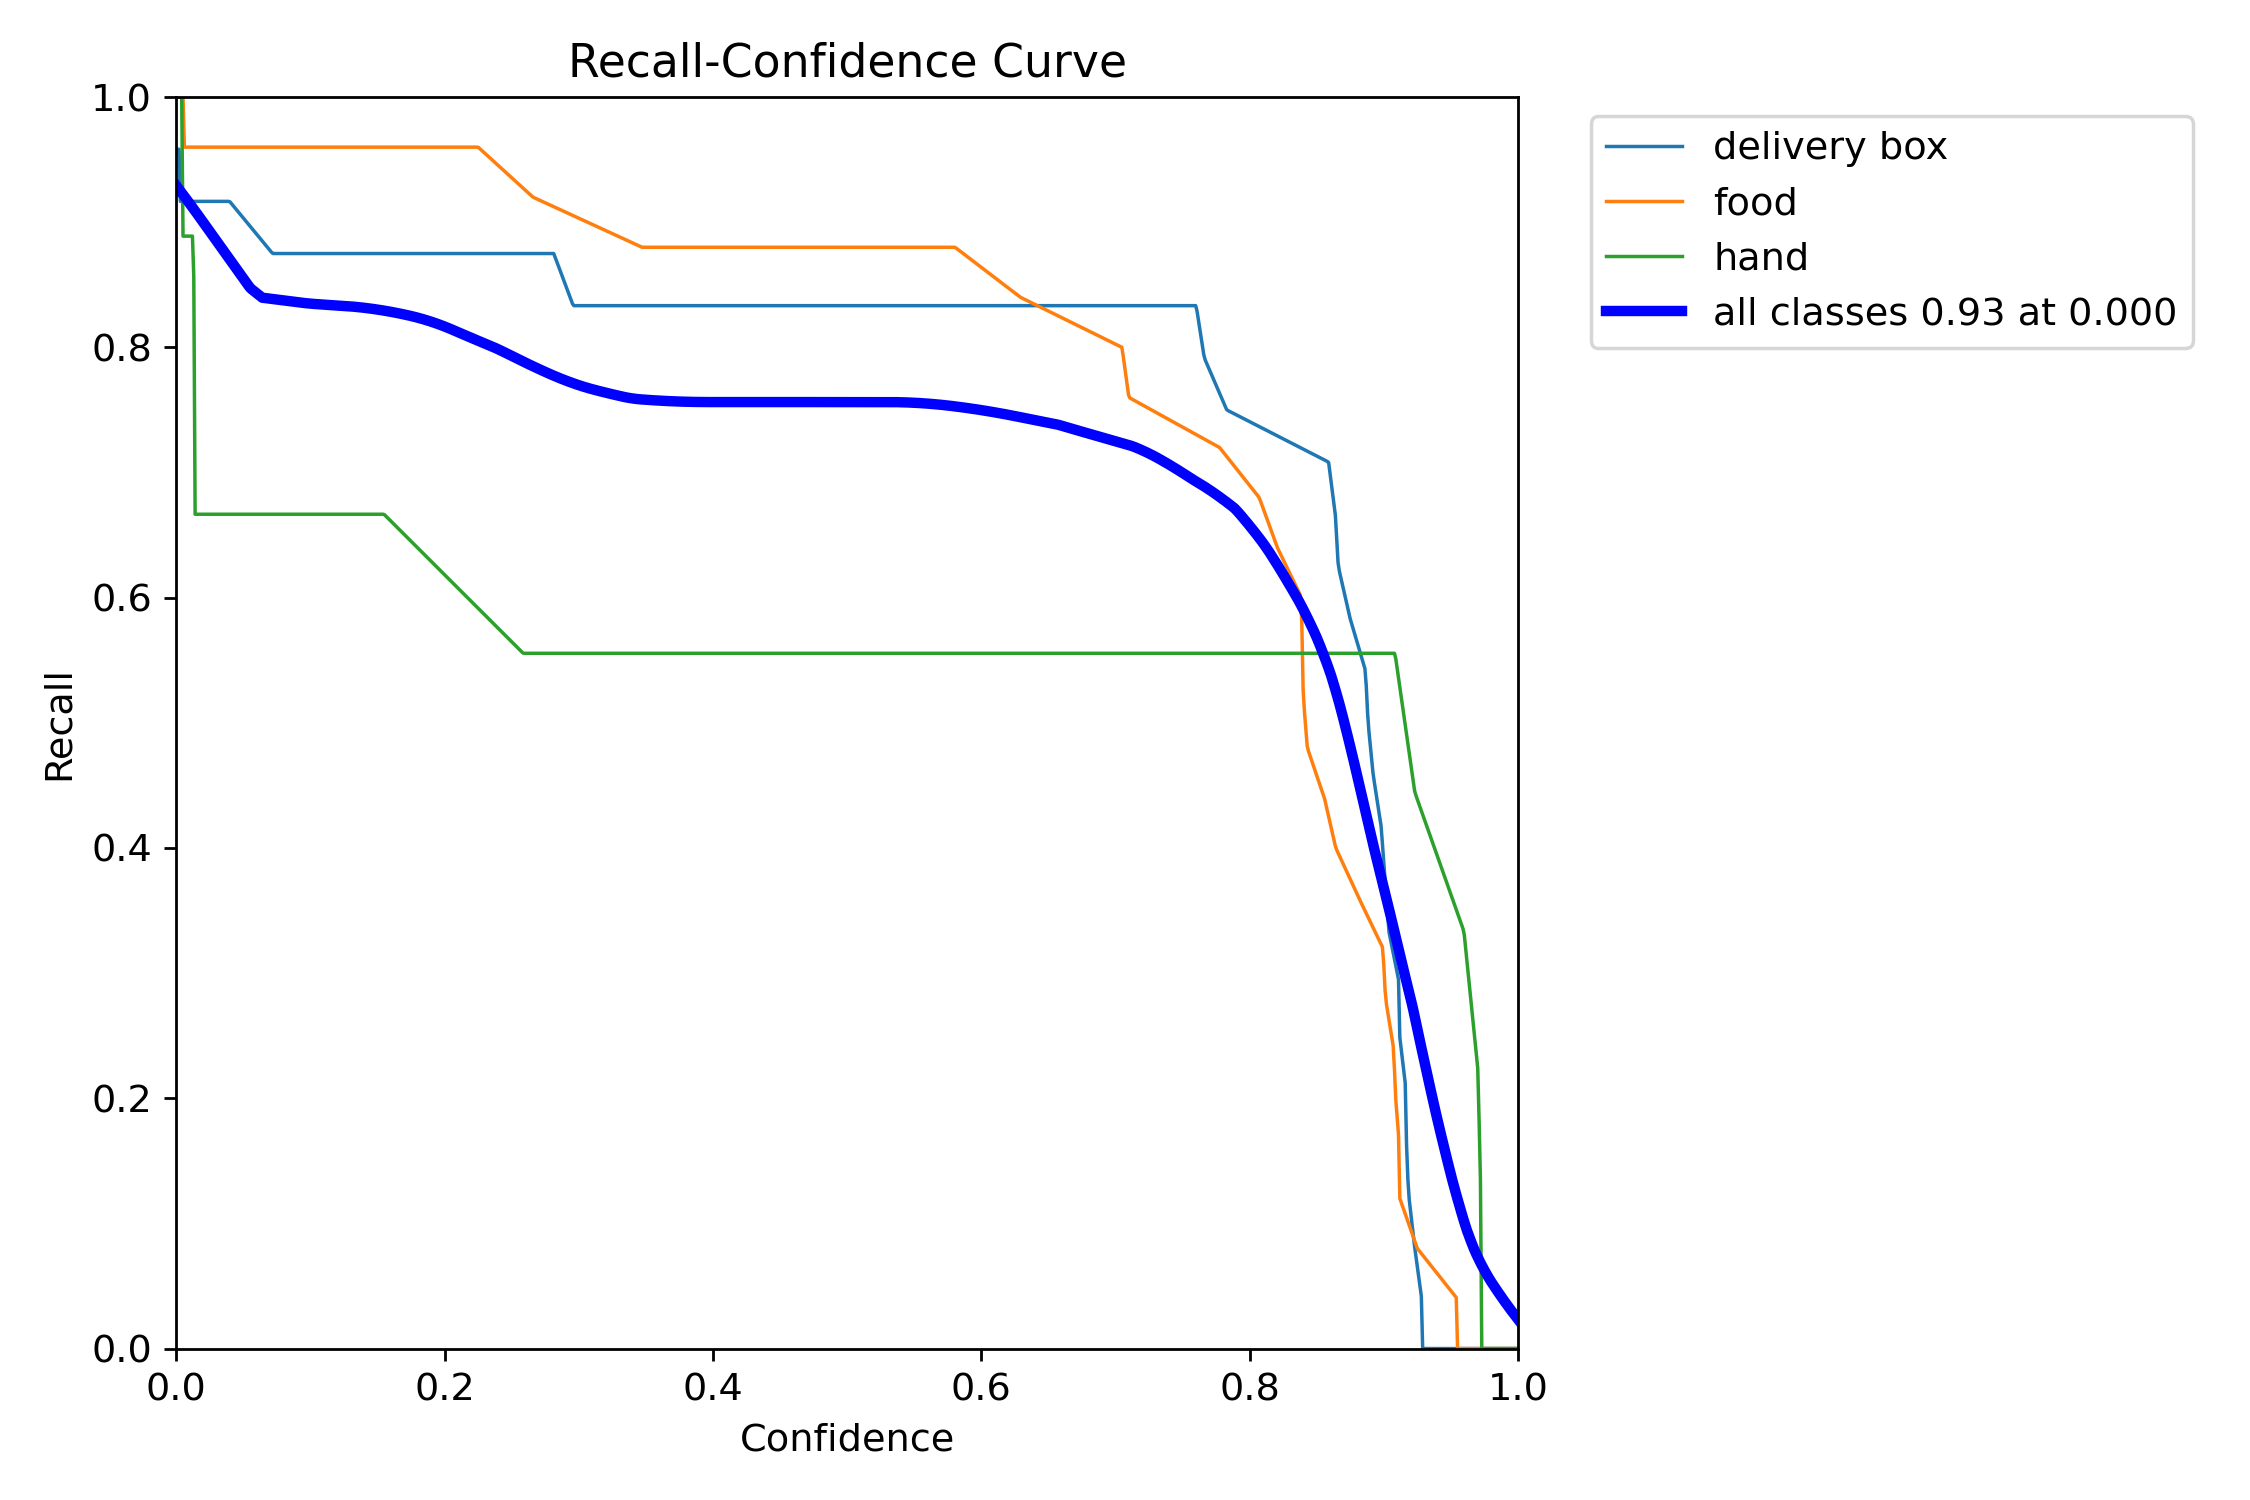 Recall-Confidence Curve
1.0
0.8
0.6
0.4
0.2
0.0
Recall
0.0 0.2 0.4 0.6 0.8 1.0
Confidence
delivery box
food
hand
all classes 0.93 at 0.000